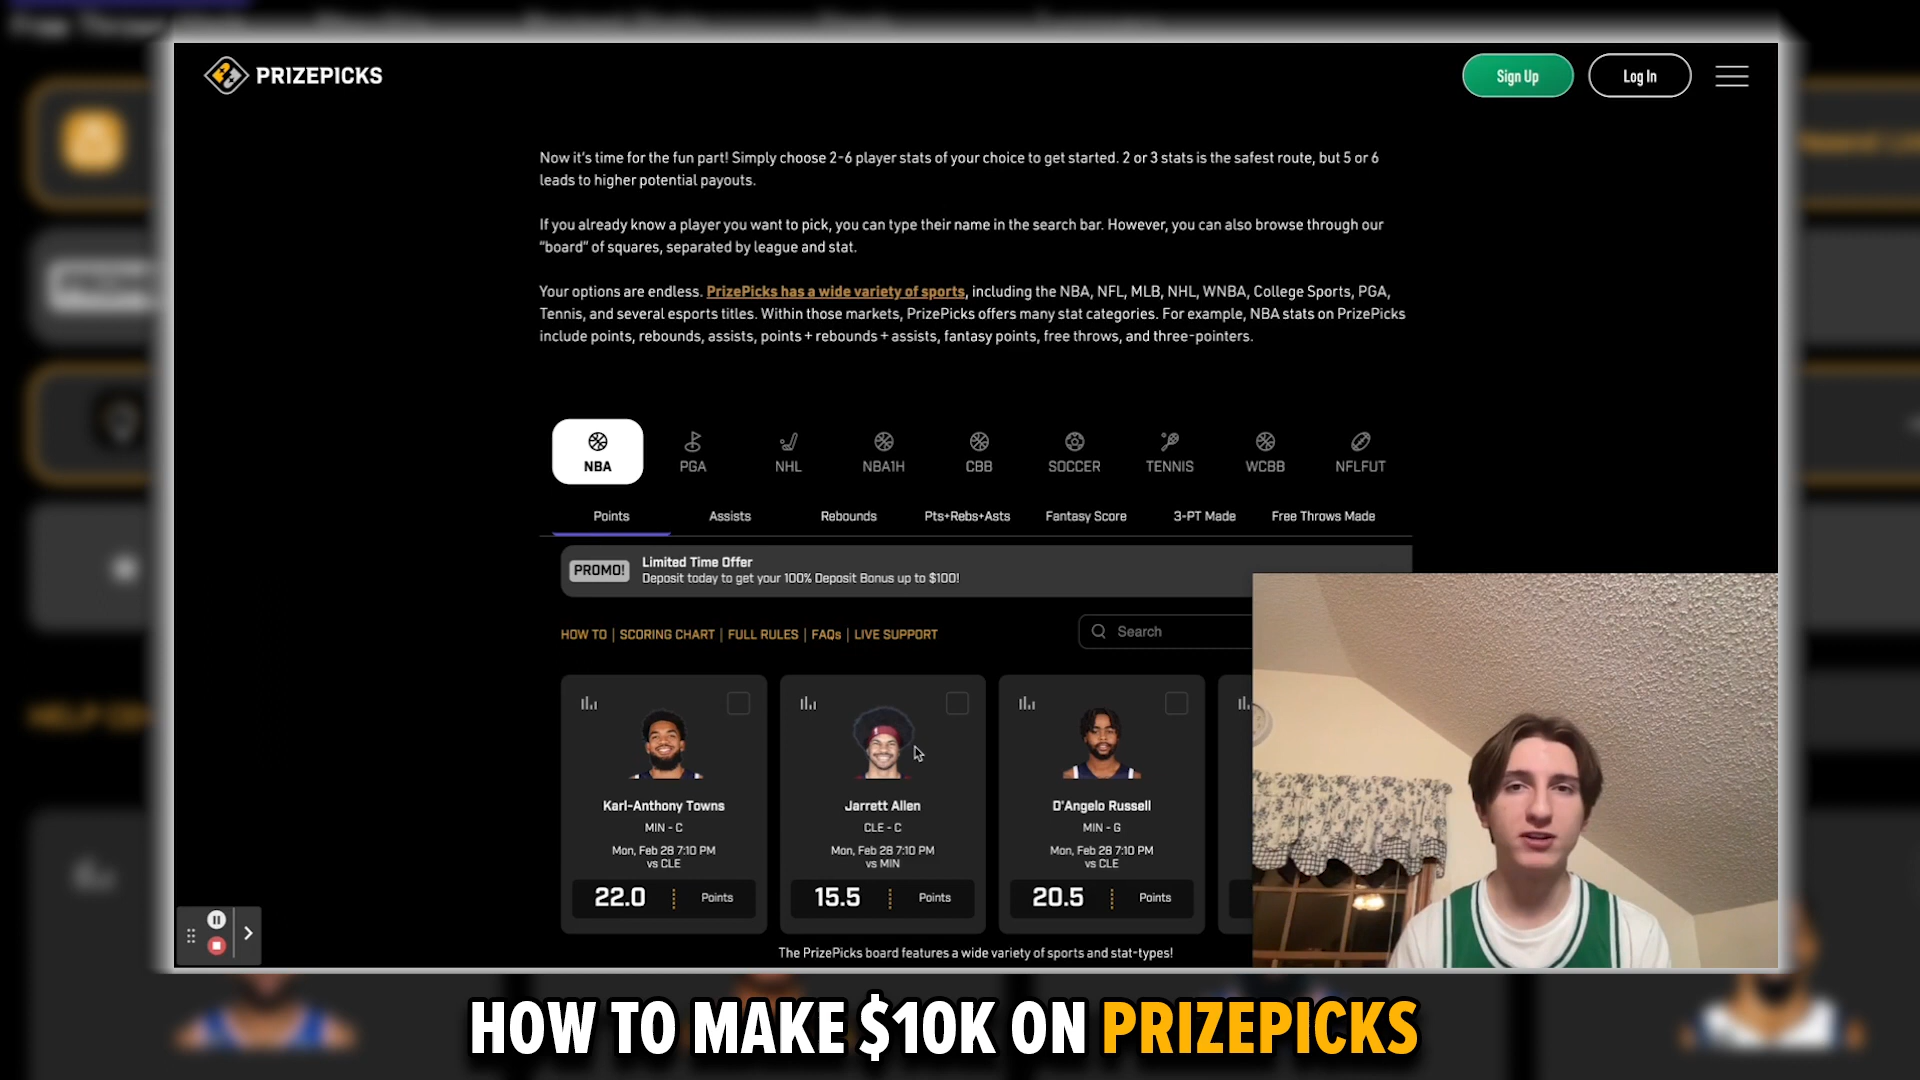 PRIZEPICKS
Sign Up
Log In
Now it's time for the fun part! Simply choose 2-6 player stats of your choice to get started. 2 or 3 stats is the safest route, but 5 or 6
leads to higher potential payouts.
If you already know a player you want to pick, you can type their name in the search bar. However, you can also browse through our
“board” of squares, separated by league and stat.
Your options are endless. PrizePicks has a wide variety of sports, including the NBA, NFL, MLB, NHL, WNBA, College Sports, PGA,
Tennis, and several esports titles. Within those markets, PrizePicks offers many stat categories. For example, NBA stats on PrizePicks
include points, rebounds, assists, points + rebounds + assists, fantasy points, free throws, and three-pointers.
NBA PGA NHL NBA1H CBB SOCCER TENNIS WCBB NFLFUT
Points Assists Rebounds Pts+Rebs+Asts Fantasy Score 3-PT Made Free Throws Made
PROMO!
Limited Time Offer
Deposit today to get your 100% Deposit Bonus up to $100!
HOW TO | SCORING CHART | FULL RULES | FAQs | LIVE SUPPORT
Search
Karl-Anthony Towns
MIN - C
Mon, Feb 28 7:10 PM
vs CLE
22.0 Points
Jarrett Allen
CLE - C
Mon, Feb 28 7:10 PM
vs MIN
15.5 Points
D'Angelo Russell
MIN - G
Mon, Feb 28 7:10 PM
vs CLE
20.5 Points
The PrizePicks board features a wide variety of sports and stat-types!
HOW TO MAKE $10K ON PRIZEPICKS